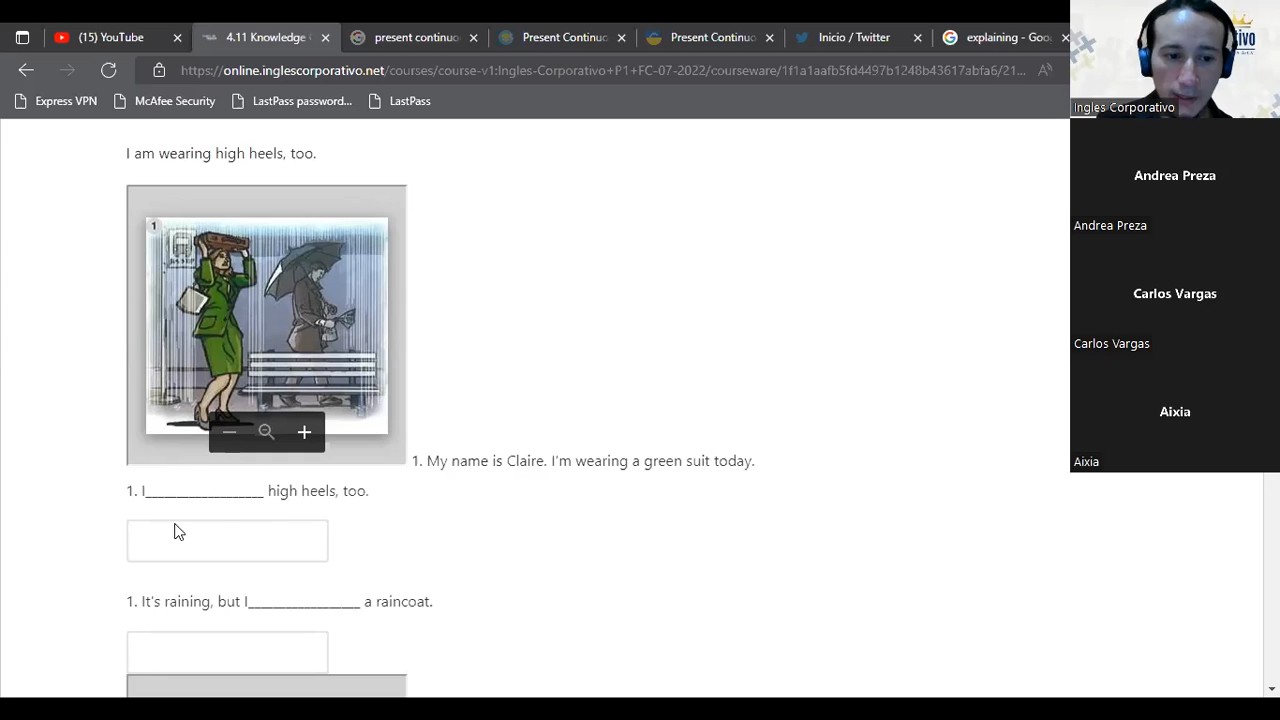 (15) YouTube
4.11 Knowledge
present continuo
Present Continuo
Present Continuo
Inicio / Twitter
explaining - Goo
https://online.inglescorporativo.net/courses/course-v1:Ingles-Corporativo+P1+FC-07-2022/courseware/1f1a1aafb5fd4497b1248b43617abfa6/21...
Express VPN
McAfee Security
LastPass password...
LastPass
I am wearing high heels, too.
1
1. My name is Claire. I'm wearing a green suit today.
1. I__________________ high heels, too.
1. It's raining, but I_________________ a raincoat.
Ingles Corporativo
Andrea Preza
Andrea Preza
Carlos Vargas
Carlos Vargas
Aixia
Aixia